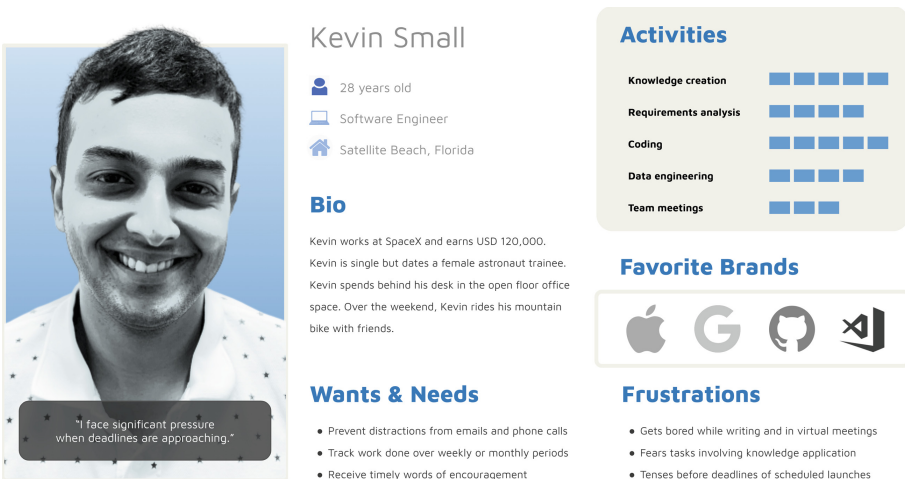 Kevin Small
28 years old
Software Engineer
Satellite Beach, Florida
Bio
Kevin works at SpaceX and earns USD 120,000.
Kevin is single but dates a female astronaut trainee.
Kevin spends behind his desk in the open floor office
space. Over the weekend, Kevin rides his mountain
bike with friends.
Wants & Needs
● Prevent distractions from emails and phone calls
● Track work done over weekly or monthly periods
● Receive timely words of encouragement
"I face significant pressure
when deadlines are approaching."
Activities
Knowledge creation
Requirements analysis
Coding
Data engineering
Team meetings
Favorite Brands
G
Frustrations
● Gets bored while writing and in virtual meetings
● Fears tasks involving knowledge application
● Tenses before deadlines of scheduled launches